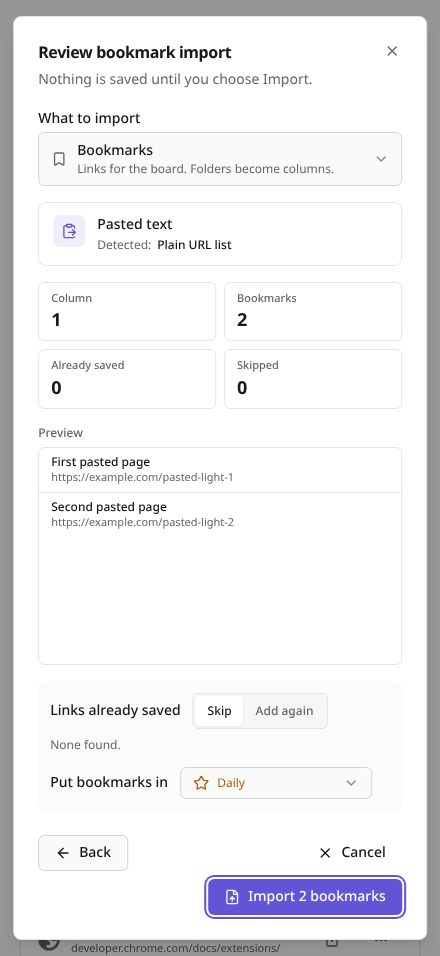 Review bookmark import
Nothing is saved until you choose Import.
What to import
Bookmarks
Links for the board. Folders become columns.
Pasted text
Detected: Plain URL list
Column
1
Bookmarks
2
Already saved
0
Skipped
0
Preview
First pasted page
https://example.com/pasted-light-1
Second pasted page
https://example.com/pasted-light-2
Links already saved Skip Add again
None found.
Put bookmarks in Daily
Back
Cancel
Import 2 bookmarks
developer.chrome.com/docs/extensions/